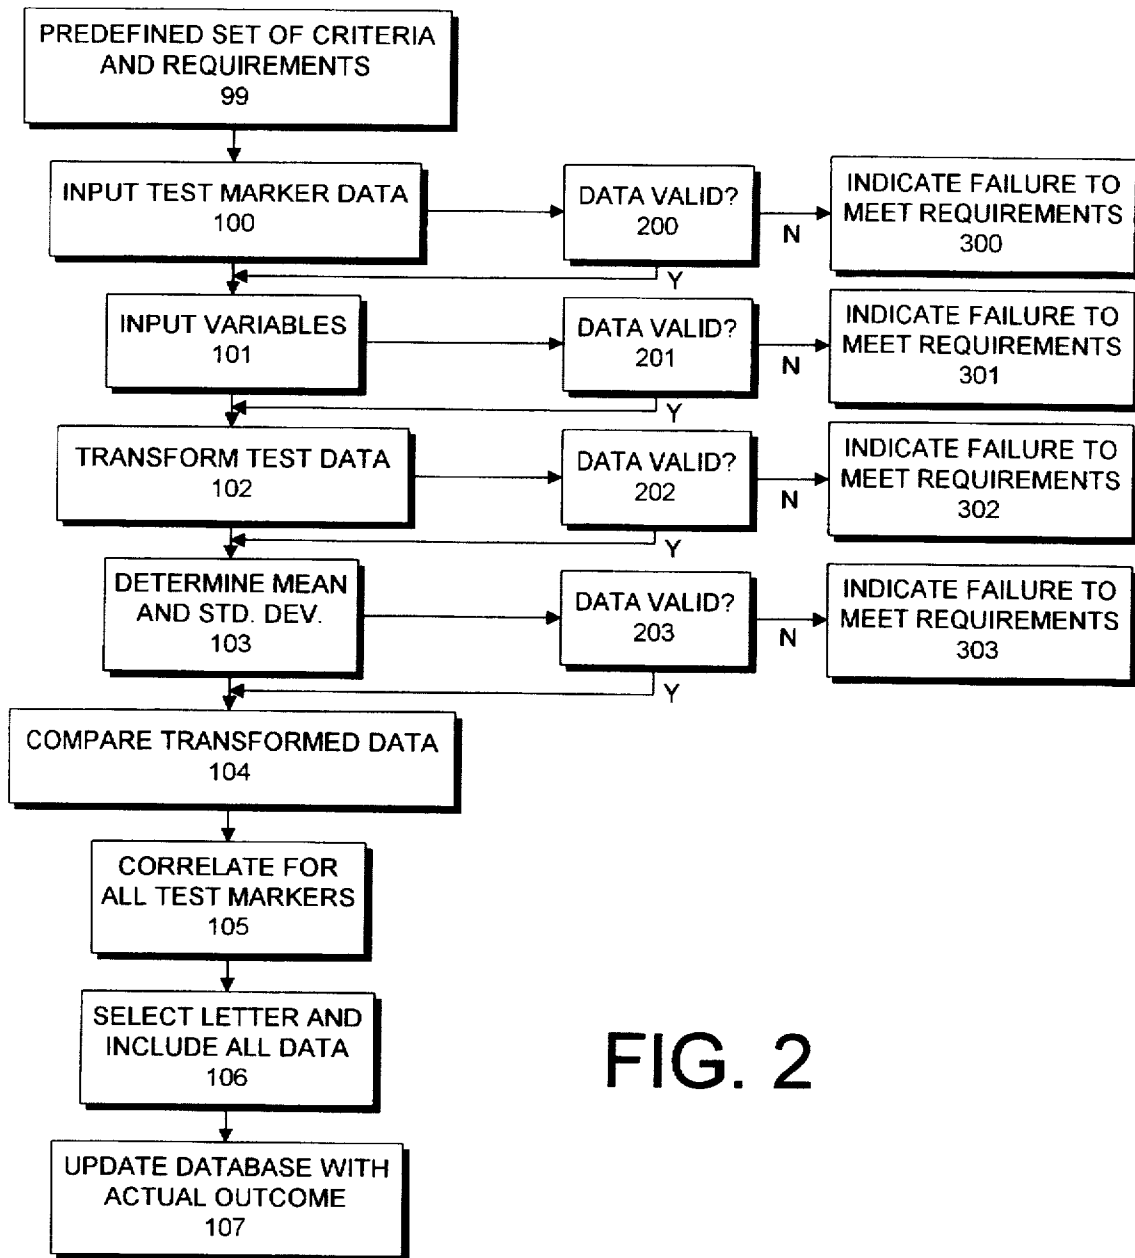 PREDEFINED SET OF CRITERIA
AND REQUIREMENTS
99
INPUT TEST MARKER DATA
100
DATA VALID?
200
N
Y
INDICATE FAILURE TO
MEET REQUIREMENTS
300
INPUT VARIABLES
101
DATA VALID?
201
N
Y
INDICATE FAILURE TO
MEET REQUIREMENTS
301
TRANSFORM TEST DATA
102
DATA VALID?
202
N
Y
INDICATE FAILURE TO
MEET REQUIREMENTS
302
DETERMINE MEAN
AND STD. DEV.
103
DATA VALID?
203
N
Y
INDICATE FAILURE TO
MEET REQUIREMENTS
303
COMPARE TRANSFORMED DATA
104
CORRELATE FOR
ALL TEST MARKERS
105
SELECT LETTER AND
INCLUDE ALL DATA
106
UPDATE DATABASE WITH
ACTUAL OUTCOME
107
FIG. 2